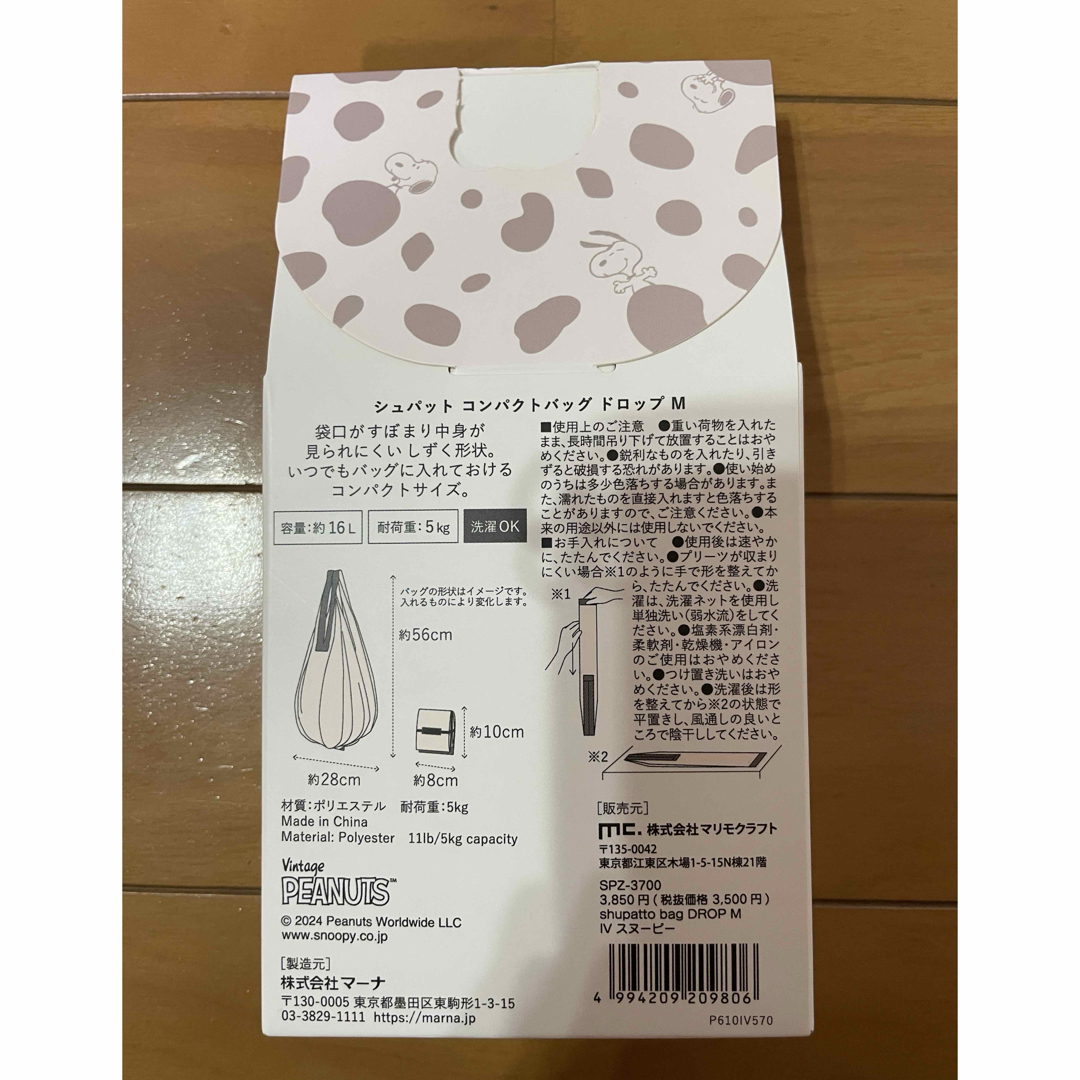 シュパット コンパクトバッグ ドロップ M
袋口がすぼまり中身が
見られにくい しずく形状。
いつでもバッグに入れておける
コンパクトサイズ。
容量：約16L
耐荷重：5kg
洗濯OK
バッグの形状はイメージです。
入れるものにより変化します。
約56cm
約10cm
約28cm
約8cm
材質：ポリエステル 耐荷重：5kg
Made in China
Material: Polyester 11lb/5kg capacity
Vintage
PEANUTS™
© 2024 Peanuts Worldwide LLC
www.snoopy.co.jp
[製造元]
株式会社マーナ
〒130-0005 東京都墨田区東駒形1-3-15
03-3829-1111 https://marna.jp
■使用上のご注意 ●重い荷物を入れた
まま、長時間吊り下げて放置することはおや
めください。●鋭利なものを入れたり、引き
ずると破損する恐れがあります。●使い始め
のうちは多少色落ちする場合があります。ま
た、濡れたものを直接入れますと色落ちする
ことがありますので、ご注意ください。●本
来の用途以外には使用しないでください。
■お手入れについて ●使用後は速やか
に、たたんでください。●プリーツが収まり
にくい場合※1のように手で形を整えてか
ら、たたんでください。●洗
濯は、洗濯ネットを使用し
単独洗い(弱水流)をしてく
ださい。●塩素系漂白剤・
柔軟剤・乾燥機・アイロン
のご使用はおやめくださ
い。●つけ置き洗いはおや
めください。●洗濯後は形
を整えてから※2の状態で
平置きし、風通しの良いと
ころで陰干ししてください。
※1
※2
[販売元]
mc. 株式会社マリモクラフト
〒135-0042
東京都江東区木場1-5-15N棟21階
SPZ-3700
3,850円(税抜価格 3,500円)
shupatto bag DROP M
IV スヌーピー
4 994209 209806
P610IV570